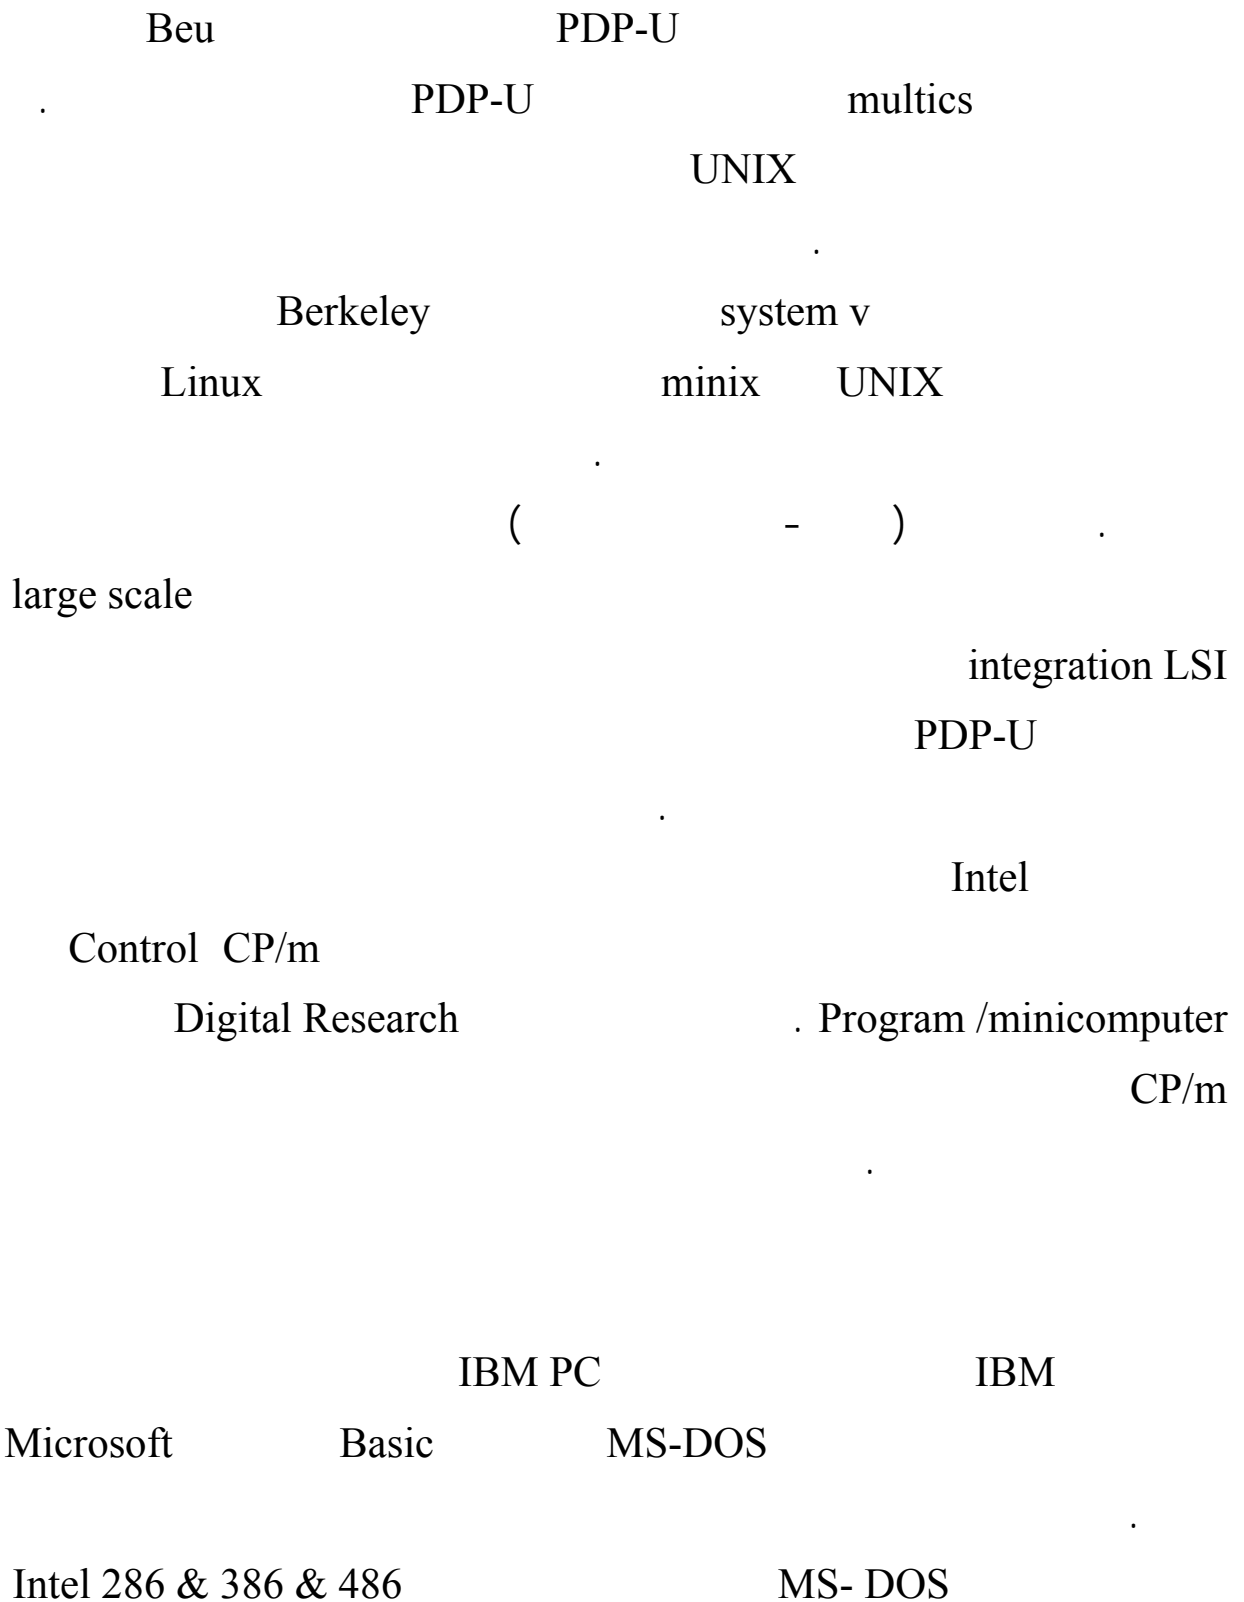 PDP-U Beu
multics PDP-U .
UNIX
.
system v Berkeley
UNIX minix Linux
.
. ( - )
large scale
integration LSI
PDP-U
.
Intel
CP/m Control
Program /minicomputer . Digital Research
CP/m
.
IBM IBM PC
MS-DOS Basic Microsoft
.
MS- DOS Intel 286 & 386 & 486